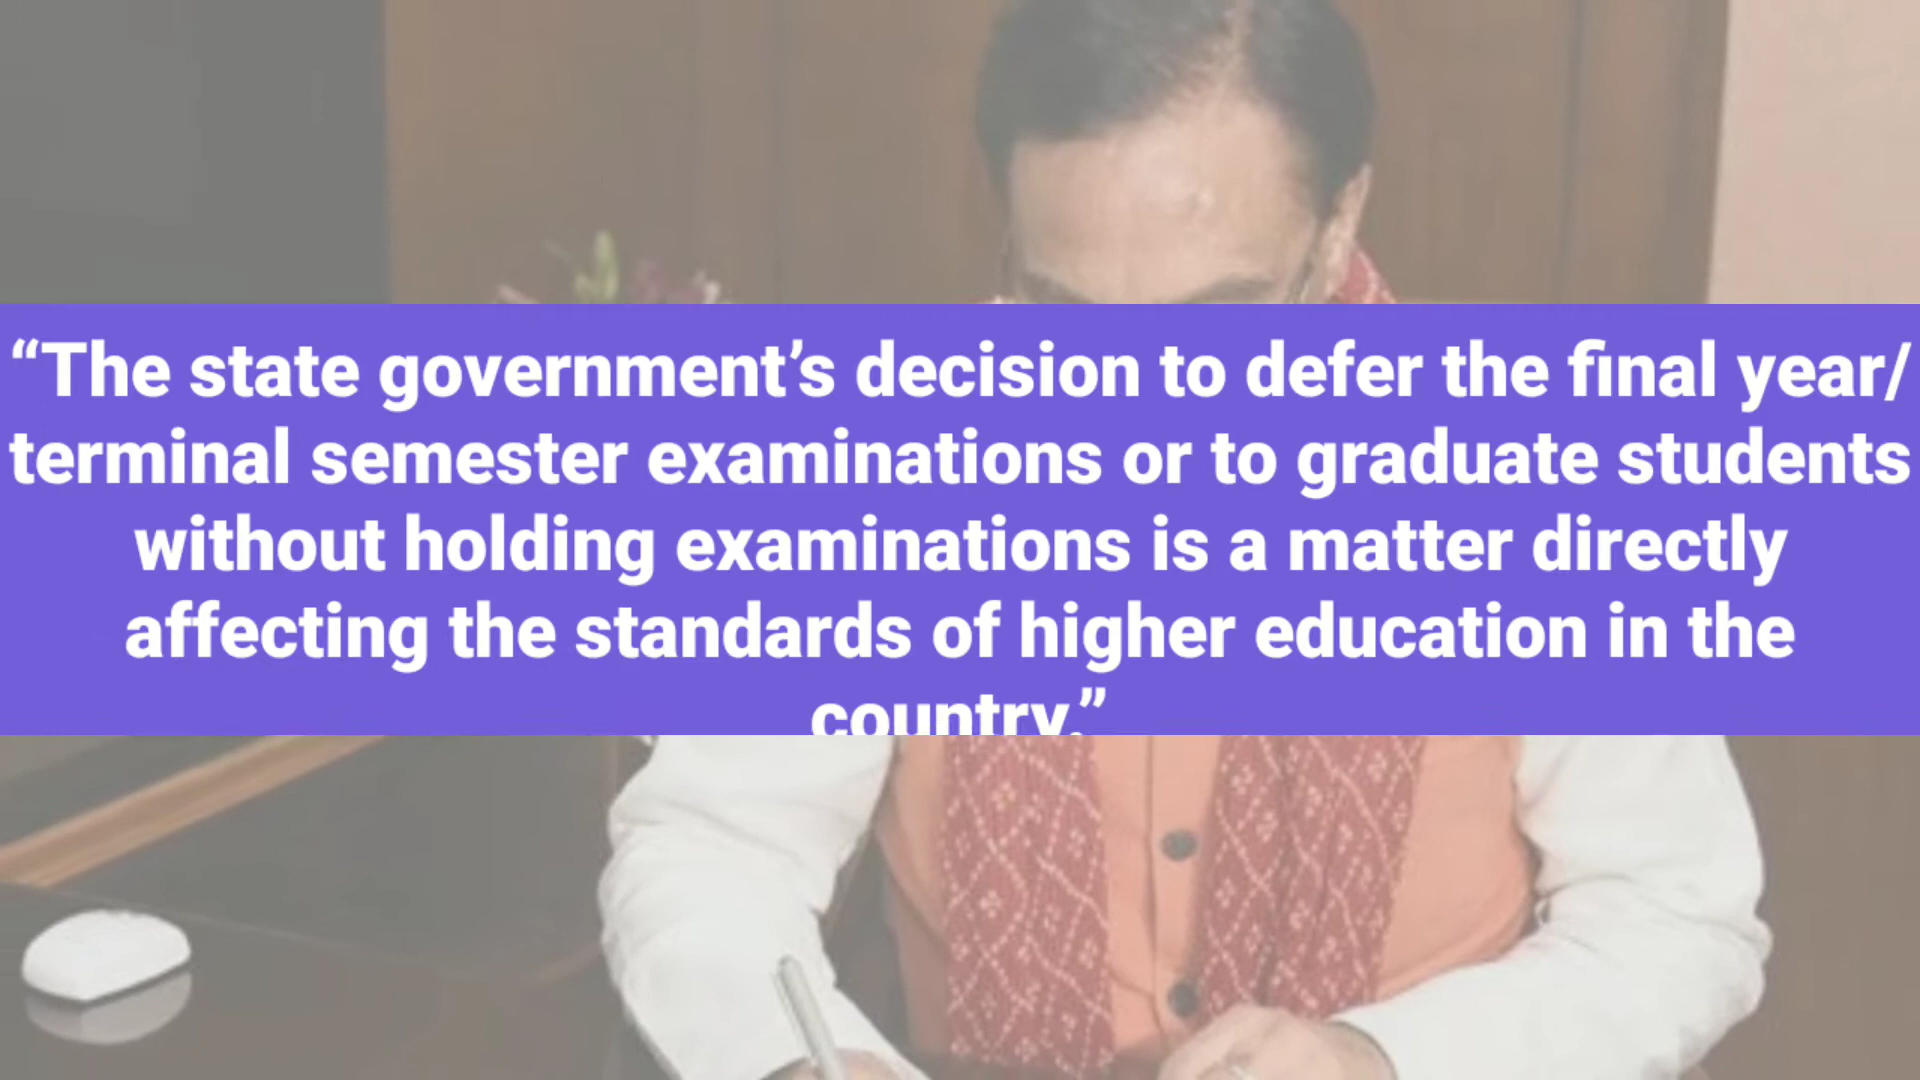 “The state government’s decision to defer the final year/
terminal semester examinations or to graduate students
without holding examinations is a matter directly
affecting the standards of higher education in the
country.”